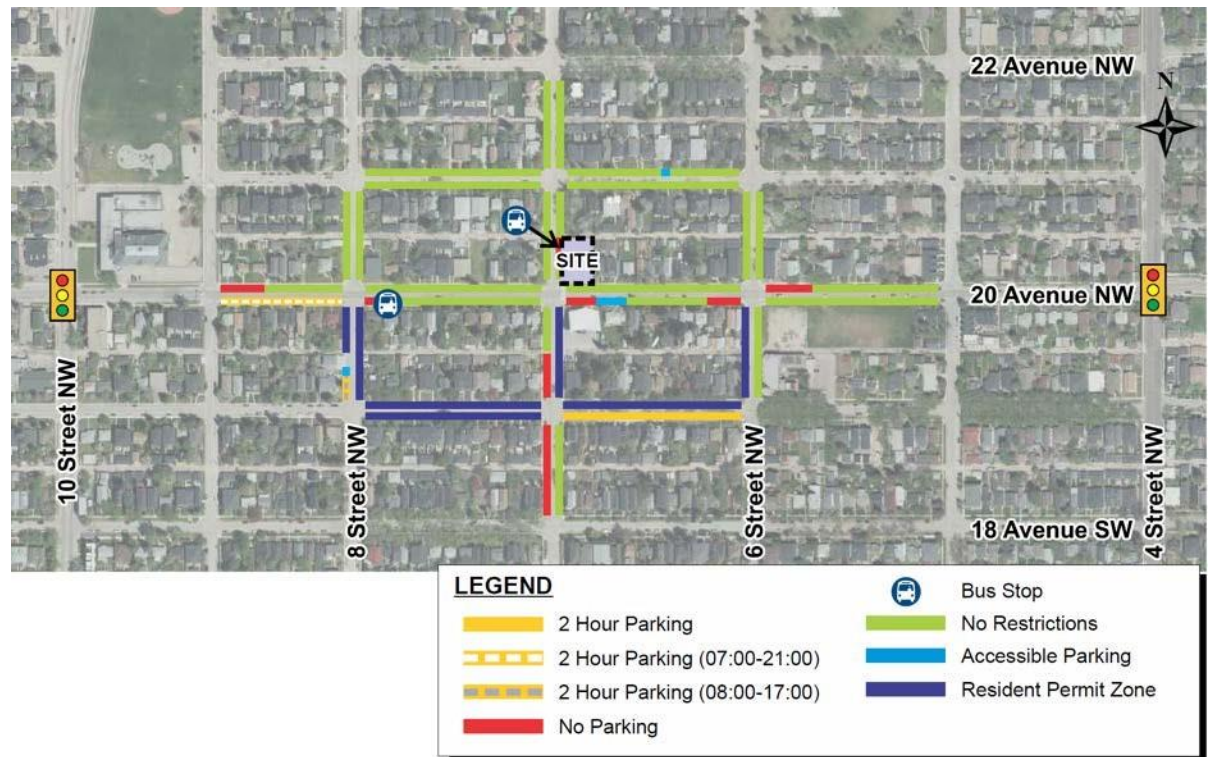 22 Avenue NW
N
SITE
20 Avenue NW
10 Street NW
8 Street NW
6 Street NW
18 Avenue SW
4 Street NW
LEGEND
2 Hour Parking
2 Hour Parking (07:00-21:00)
2 Hour Parking (08:00-17:00)
No Parking
Bus Stop
No Restrictions
Accessible Parking
Resident Permit Zone